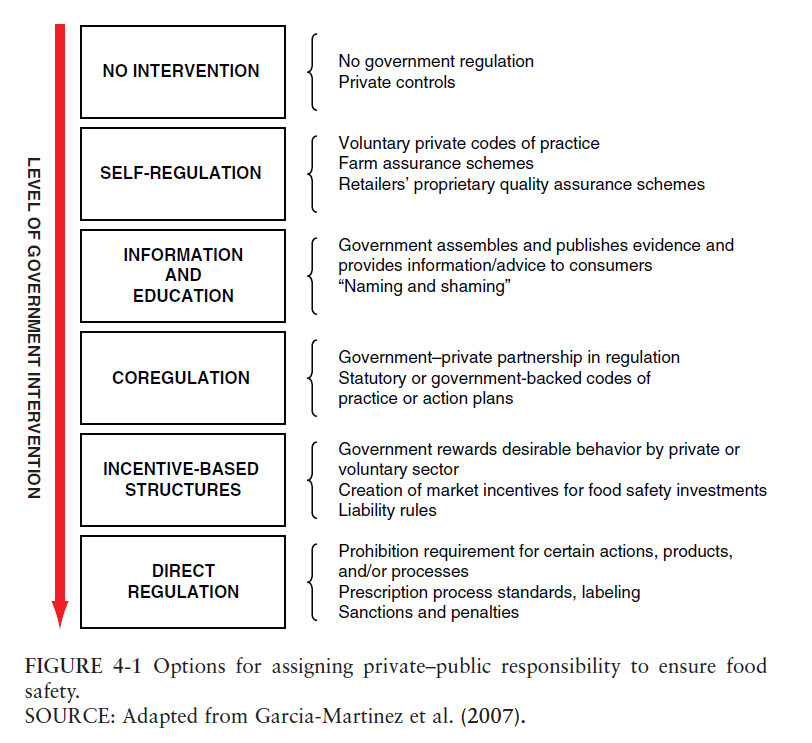 LEVEL OF GOVERNMENT INTERVENTION
NO INTERVENTION
No government regulation
Private controls
SELF-REGULATION
Voluntary private codes of practice
Farm assurance schemes
Retailers’ proprietary quality assurance schemes
INFORMATION
AND
EDUCATION
Government assembles and publishes evidence and
provides information/advice to consumers
“Naming and shaming”
COREGULATION
Government–private partnership in regulation
Statutory or government-backed codes of
practice or action plans
INCENTIVE-BASED
STRUCTURES
Government rewards desirable behavior by private or
voluntary sector
Creation of market incentives for food safety investments
Liability rules
DIRECT
REGULATION
Prohibition requirement for certain actions, products,
and/or processes
Prescription process standards, labeling
Sanctions and penalties
FIGURE 4-1 Options for assigning private–public responsibility to ensure food
safety.
SOURCE: Adapted from Garcia-Martinez et al. (2007).